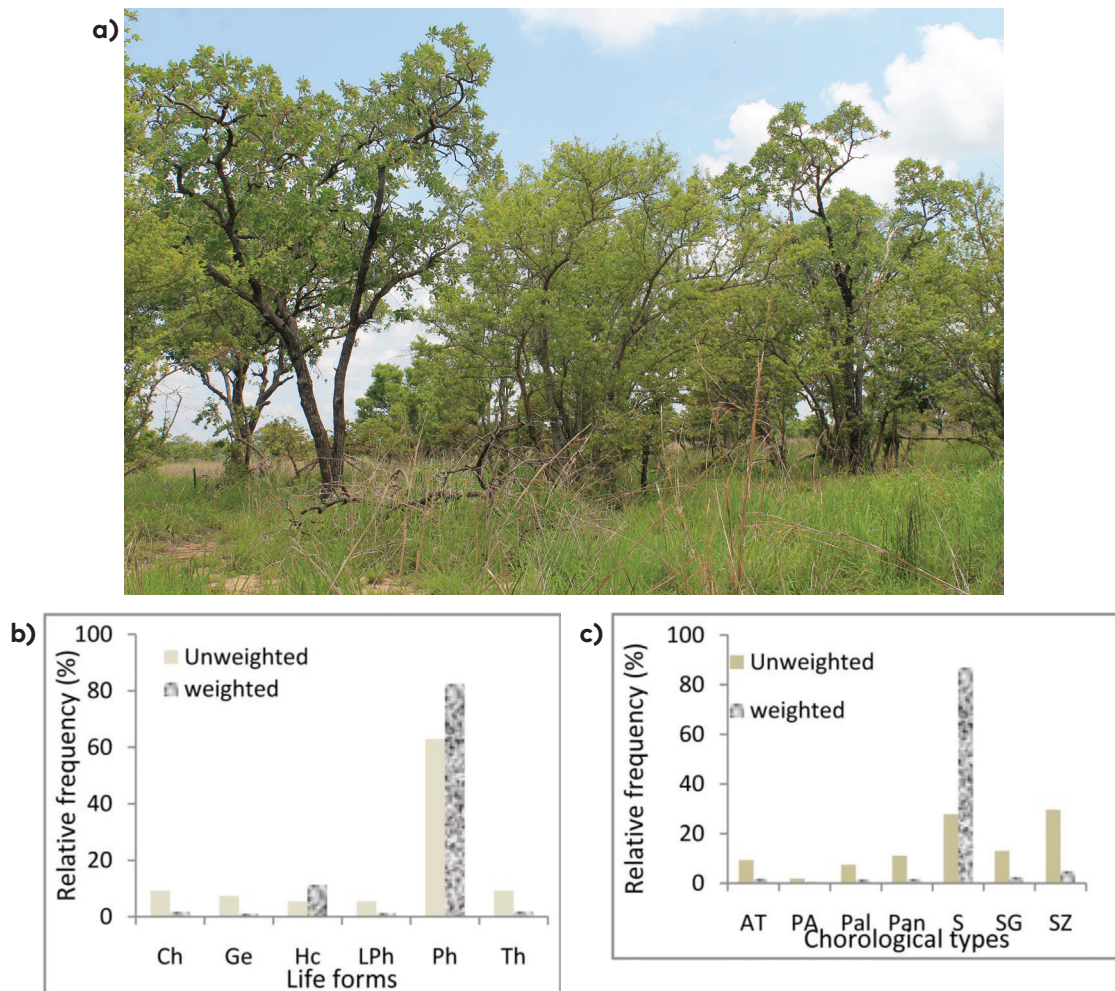 a)
b)
100
80
60
40
20
0
Relative frequency (%)
Unweighted
weighted
Ch Ge Hc LPh Ph Th
Life forms
c)
100
80
60
40
20
0
Relative frequency (%)
Unweighted
weighted
AT PA Pal Pan S SG SZ
Chorological types